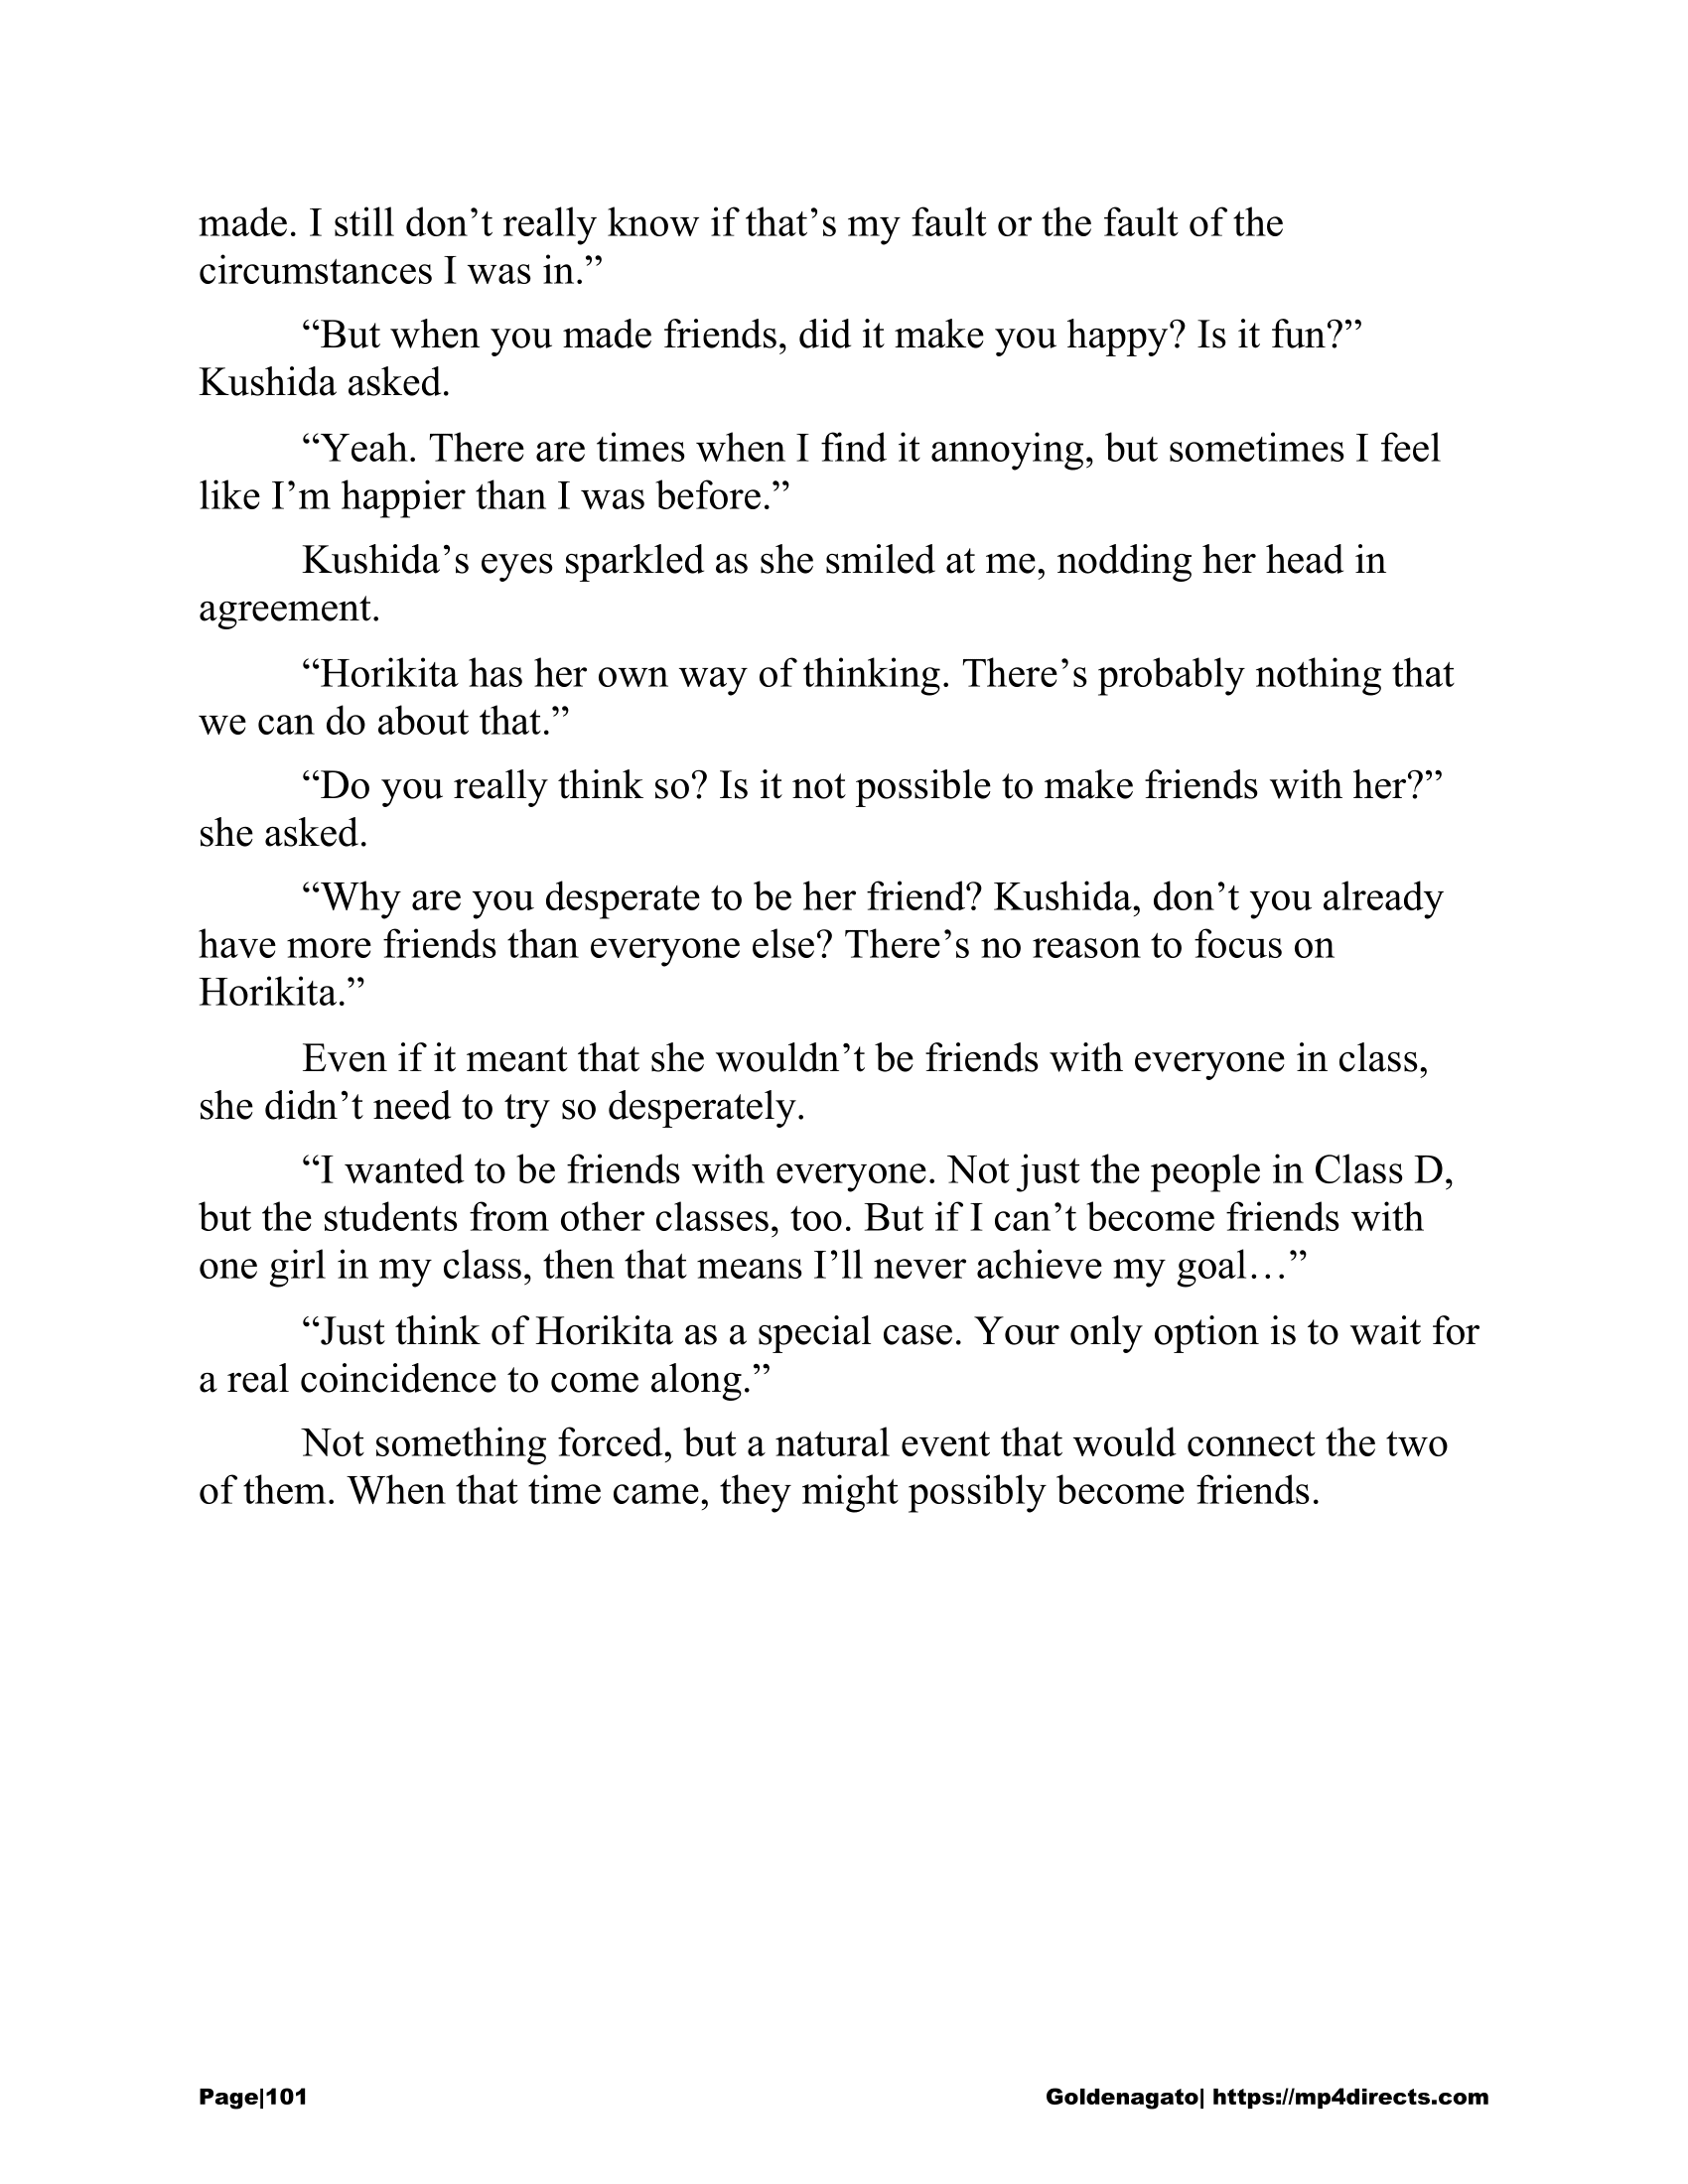 made. I still don’t really know if that’s my fault or the fault of the
circumstances I was in.”
“But when you made friends, did it make you happy? Is it fun?”
Kushida asked.
“Yeah. There are times when I find it annoying, but sometimes I feel
like I’m happier than I was before.”
Kushida’s eyes sparkled as she smiled at me, nodding her head in
agreement.
“Horikita has her own way of thinking. There’s probably nothing that
we can do about that.”
“Do you really think so? Is it not possible to make friends with her?”
she asked.
“Why are you desperate to be her friend? Kushida, don’t you already
have more friends than everyone else? There’s no reason to focus on
Horikita.”
Even if it meant that she wouldn’t be friends with everyone in class,
she didn’t need to try so desperately.
“I wanted to be friends with everyone. Not just the people in Class D,
but the students from other classes, too. But if I can’t become friends with
one girl in my class, then that means I’ll never achieve my goal…”
“Just think of Horikita as a special case. Your only option is to wait for
a real coincidence to come along.”
Not something forced, but a natural event that would connect the two
of them. When that time came, they might possibly become friends.
Page|101 Goldenagato| https://mp4directs.com